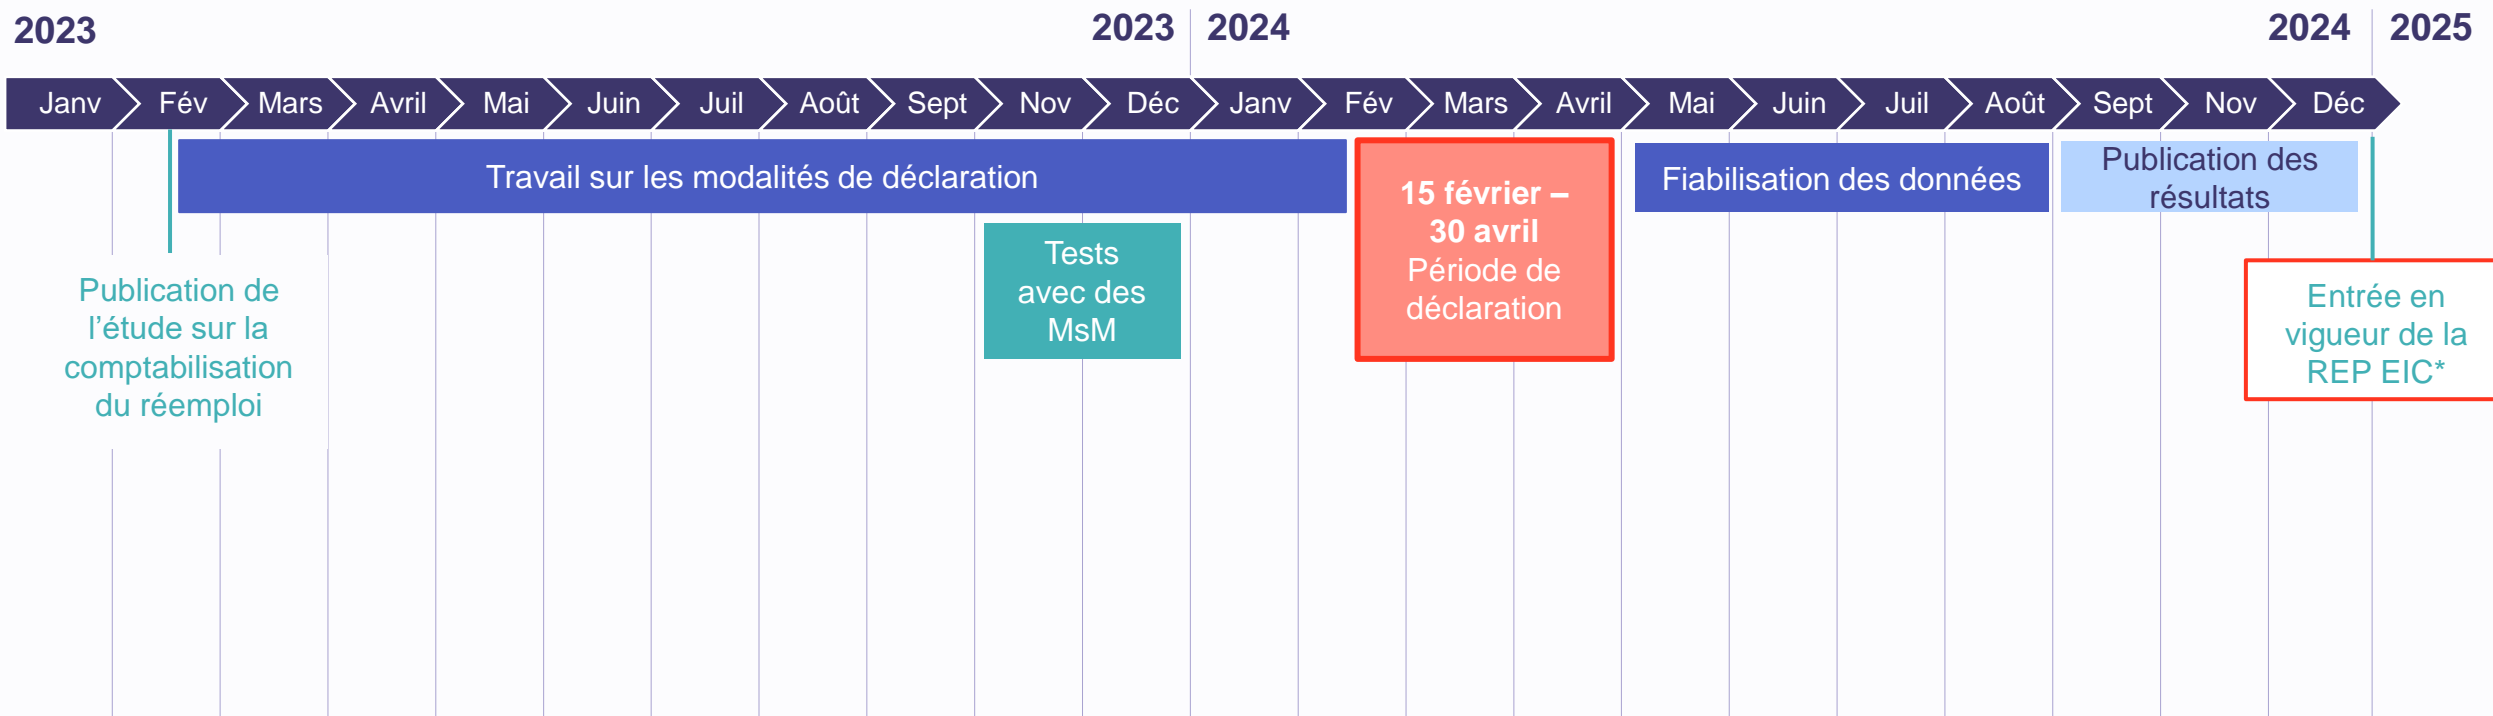 2023
2023
2024
2024
2025
Janv
Fév
Mars
Avril
Mai
Juin
Juil
Août
Sept
Nov
Déc
Janv
Fév
Mars
Avril
Mai
Juin
Juil
Août
Sept
Nov
Déc
Travail sur les modalités de déclaration
15 février –
30 avril
Période de
déclaration
Fiabilisation des données
Publication des
résultats
Tests
avec des
MsM
Publication de
l’étude sur la
comptabilisation
du réemploi
Entrée en
vigueur de la
REP EIC*